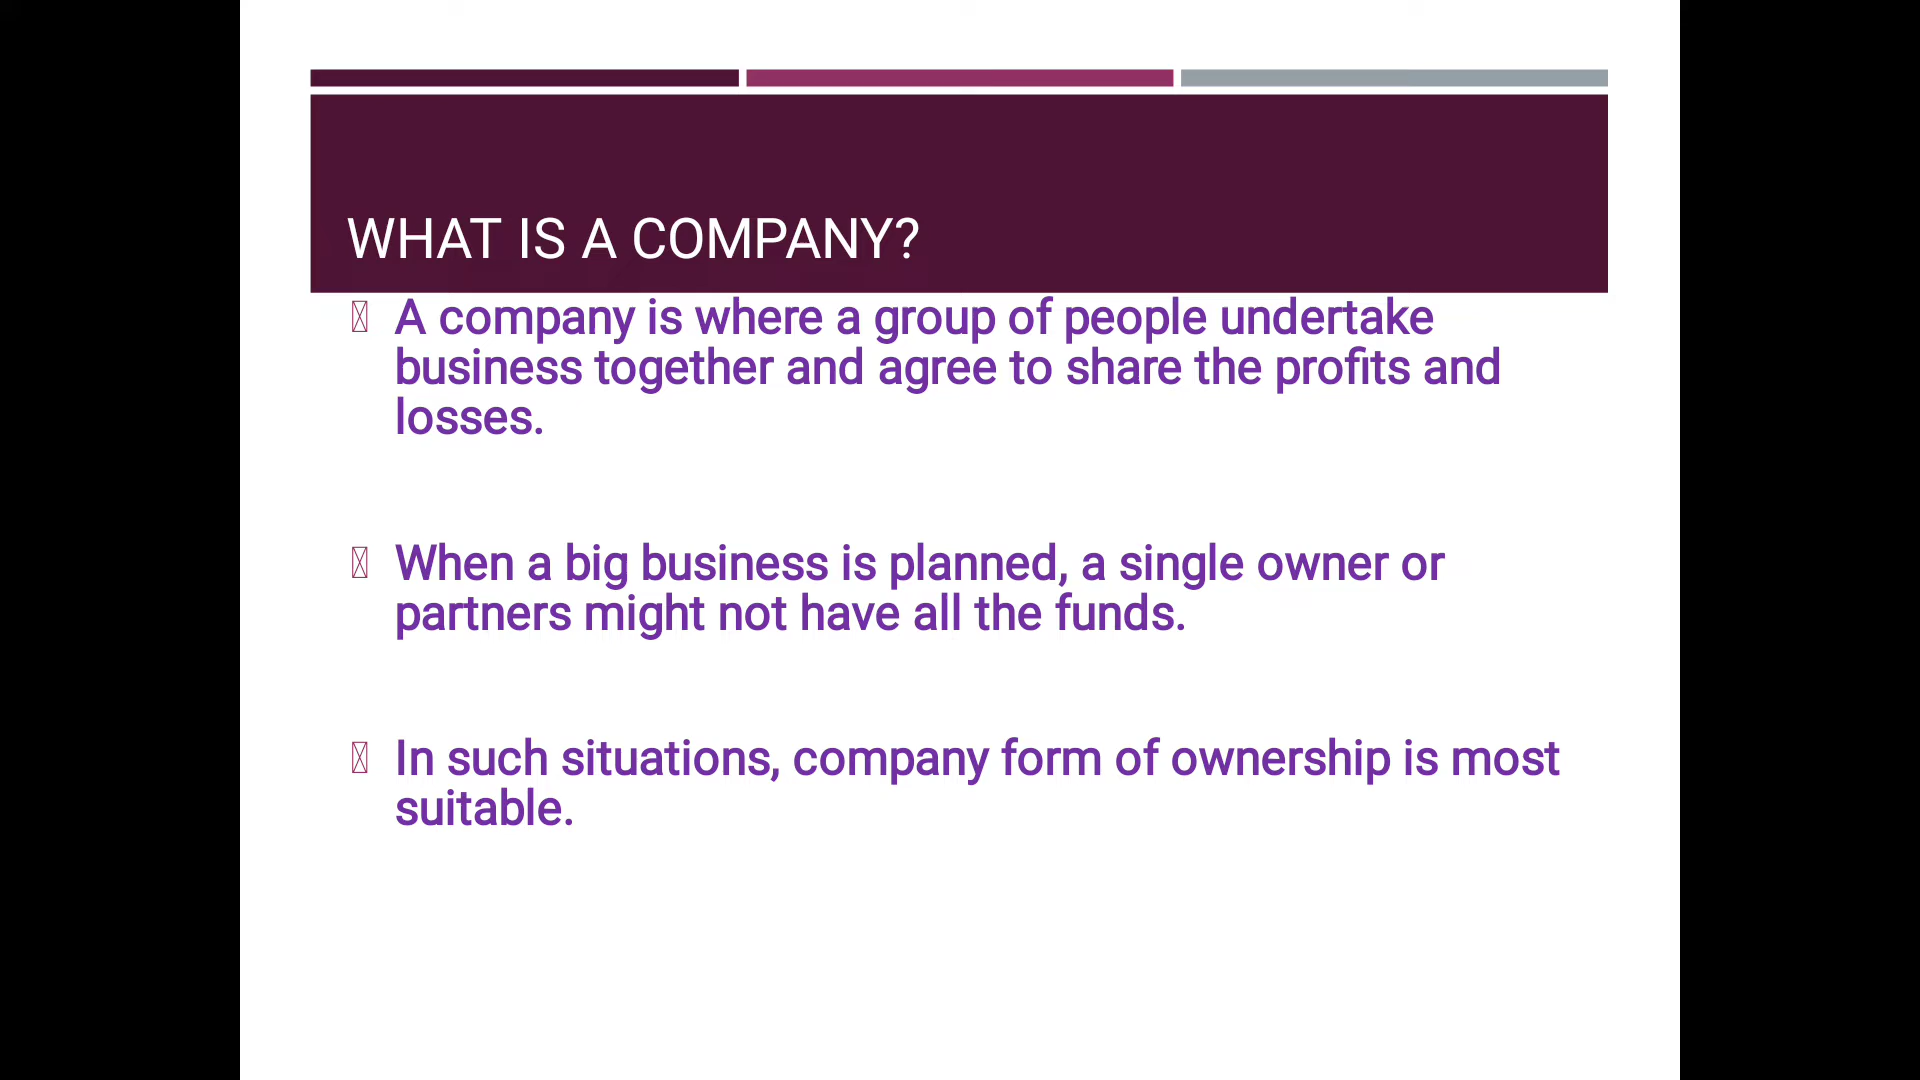 WHAT IS A COMPANY?
A company is where a group of people undertake
business together and agree to share the profits and
losses.
When a big business is planned, a single owner or
partners might not have all the funds.
In such situations, company form of ownership is most
suitable.